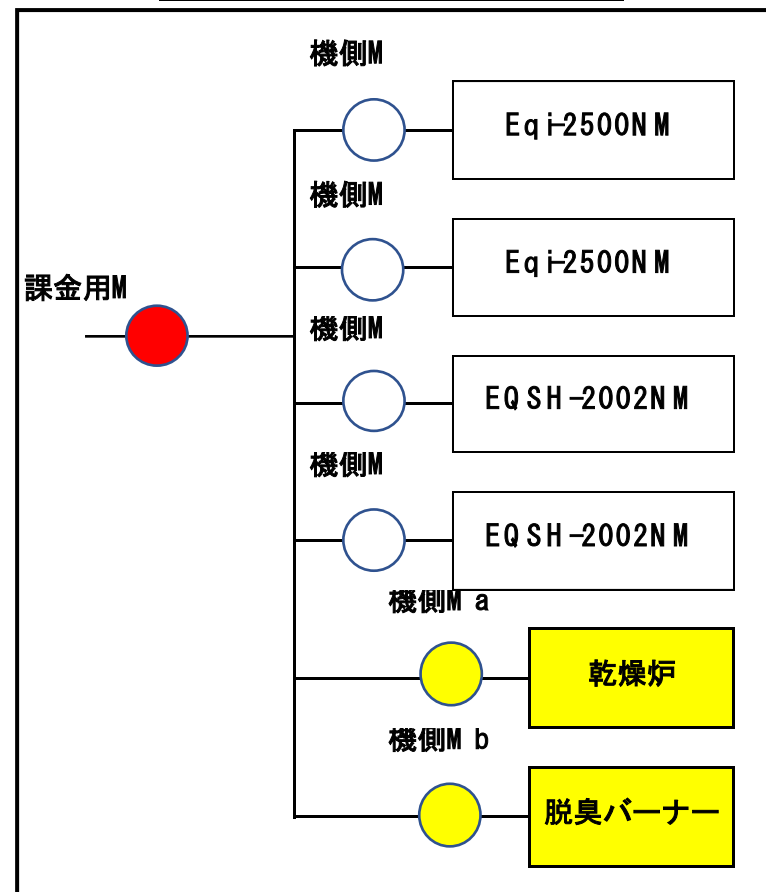 機側M
Eqi-2500NM
機側M
Eqi-2500NM
課金用M
機側M
EQSH-2002NM
機側M
EQSH-2002NM
機側M a
乾燥炉
機側M b
脱臭バーナー